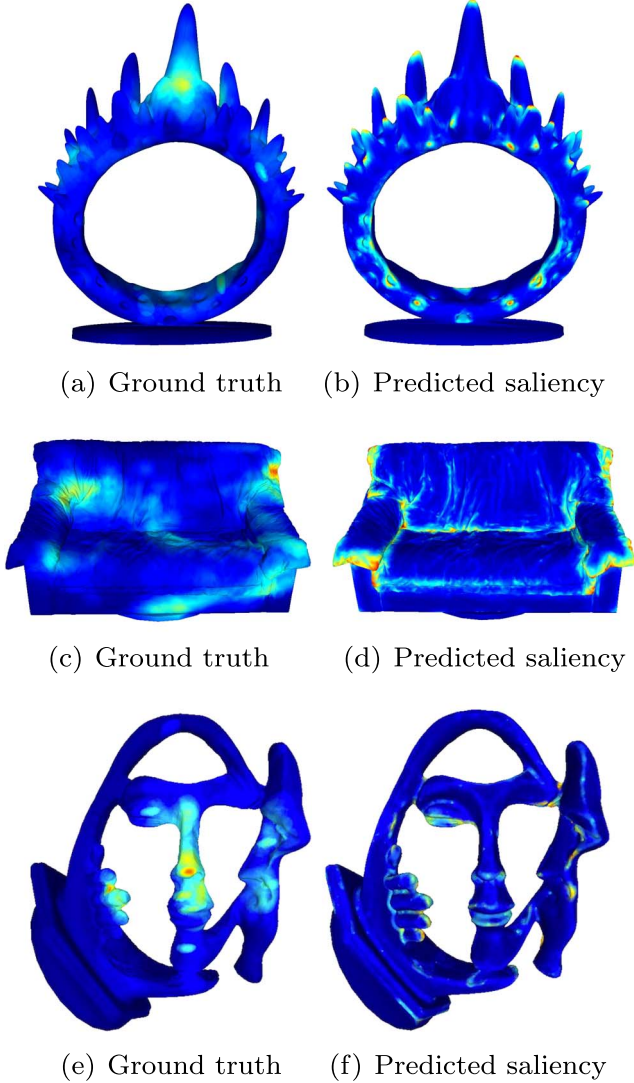 (a) Ground truth (b) Predicted saliency
(c) Ground truth (d) Predicted saliency
(e) Ground truth (f) Predicted saliency